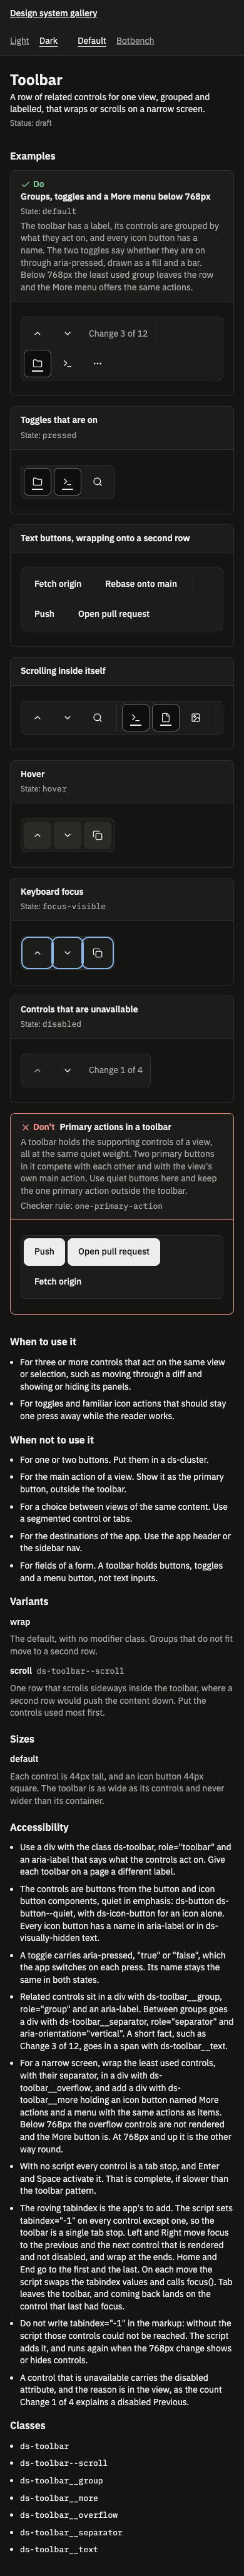 Design system gallery
Light Dark Default Botbench
Toolbar
A row of related controls for one view, grouped and
labelled, that wraps or scrolls on a narrow screen.
Status: draft
Examples
Do
Groups, toggles and a More menu below 768px
State: default
The toolbar has a label, its controls are grouped by
what they act on, and every icon button has a
name. The two toggles say whether they are on
through aria-pressed, drawn as a fill and a bar.
Below 768px the least used group leaves the row
and the More menu offers the same actions.
Change 3 of 12
Toggles that are on
State: pressed
Text buttons, wrapping onto a second row
Fetch origin Rebase onto main
Push Open pull request
Scrolling inside itself
Hover
State: hover
Keyboard focus
State: focus-visible
Controls that are unavailable
State: disabled
Change 1 of 4
Don't Primary actions in a toolbar
A toolbar holds the supporting controls of a view,
all at the same quiet weight. Two primary buttons
in it compete with each other and with the view's
own main action. Use quiet buttons here and keep
the one primary action outside the toolbar.
Checker rule: one-primary-action
Push Open pull request
Fetch origin
When to use it
For three or more controls that act on the same view
or selection, such as moving through a diff and
showing or hiding its panels.
For toggles and familiar icon actions that should stay
one press away while the reader works.
When not to use it
For one or two buttons. Put them in a ds-cluster.
For the main action of a view. Show it as the primary
button, outside the toolbar.
For a choice between views of the same content. Use
a segmented control or tabs.
For the destinations of the app. Use the app header or
the sidebar nav.
For fields of a form. A toolbar holds buttons, toggles
and a menu button, not text inputs.
Variants
wrap
The default, with no modifier class. Groups that do not fit
move to a second row.
scroll ds-toolbar--scroll
One row that scrolls sideways inside the toolbar, where a
second row would push the content down. Put the
controls used most first.
Sizes
default
Each control is 44px tall, and an icon button 44px
square. The toolbar is as wide as its controls and never
wider than its container.
Accessibility
Use a div with the class ds-toolbar, role="toolbar" and
an aria-label that says what the controls act on. Give
each toolbar on a page a different label.
The controls are buttons from the button and icon
button components, quiet in emphasis: ds-button ds-
button--quiet, with ds-icon-button for an icon alone.
Every icon button has a name in aria-label or in ds-
visually-hidden text.
A toggle carries aria-pressed, "true" or "false", which
the app switches on each press. Its name stays the
same in both states.
Related controls sit in a div with ds-toolbar__group,
role="group" and an aria-label. Between groups goes
a div with ds-toolbar__separator, role="separator" and
aria-orientation="vertical". A short fact, such as
Change 3 of 12, goes in a span with ds-toolbar__text.
For a narrow screen, wrap the least used controls,
with their separator, in a div with ds-
toolbar__overflow, and add a div with ds-
toolbar__more holding an icon button named More
actions and a menu with the same actions as items.
Below 768px the overflow controls are not rendered
and the More button is. At 768px and up it is the other
way round.
With no script every control is a tab stop, and Enter
and Space activate it. That is complete, if slower than
the toolbar pattern.
The roving tabindex is the app's to add. The script sets
tabindex="-1" on every control except one, so the
toolbar is a single tab stop. Left and Right move focus
to the previous and the next control that is rendered
and not disabled, and wrap at the ends. Home and
End go to the first and the last. On each move the
script swaps the tabindex values and calls focus(). Tab
leaves the toolbar, and coming back lands on the
control that last had focus.
Do not write tabindex="-1" in the markup: without the
script those controls could not be reached. The script
adds it, and runs again when the 768px change shows
or hides controls.
A control that is unavailable carries the disabled
attribute, and the reason is in the view, as the count
Change 1 of 4 explains a disabled Previous.
Classes
ds-toolbar
ds-toolbar--scroll
ds-toolbar__group
ds-toolbar__more
ds-toolbar__overflow
ds-toolbar__separator
ds-toolbar__text